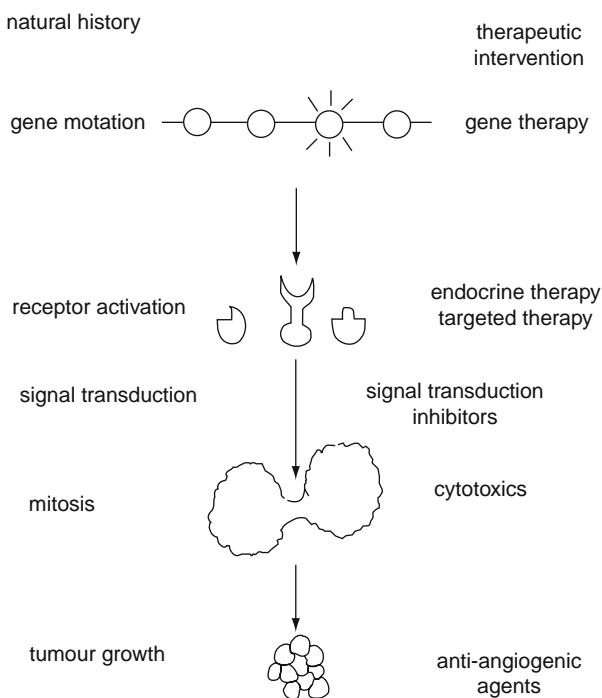 natural history
therapeutic
intervention
gene motation
gene therapy
receptor activation
endocrine therapy
targeted therapy
signal transduction
signal transduction
inhibitors
mitosis
cytotoxics
tumour growth
anti-angiogenic
agents